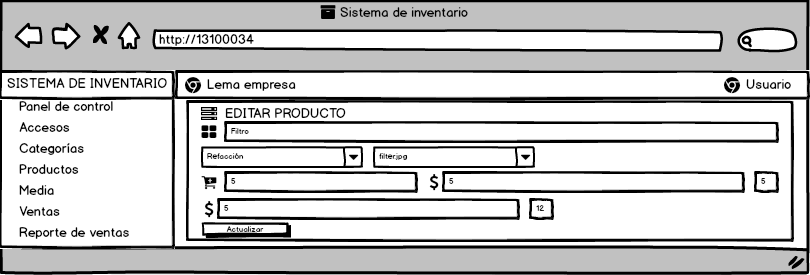 Sistema de inventario
http://13100034
SISTEMA DE INVENTARIO
Lema empresa
Usuario
Panel de control
Accesos
Categorías
Productos
Media
Ventas
Reporte de ventas
EDITAR PRODUCTO
Filtro
Refacción
filter.jpg
5
$ 5
5
$ 5
12
Actualizar